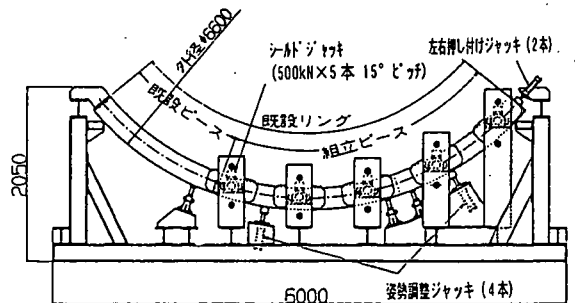 外径φ6600
シールドジャッキ
(500kN×5本 15°ピッチ)
左右押し付けジャッキ(2本)
既設ピース
既設リング
組立ピース
2050
姿勢調整ジャッキ(4本)
6000